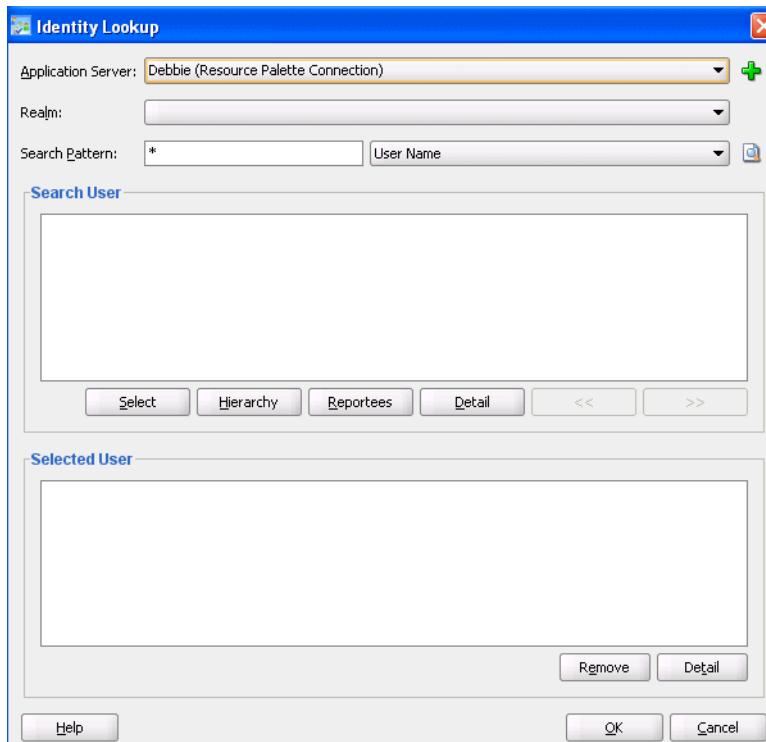 Identity Lookup
Application Server: Debbie (Resource Palette Connection)
Realm:
Search Pattern: * User Name
Search User
Select Hierarchy Reportees Detail << >>
Selected User
Remove Detail
Help OK Cancel